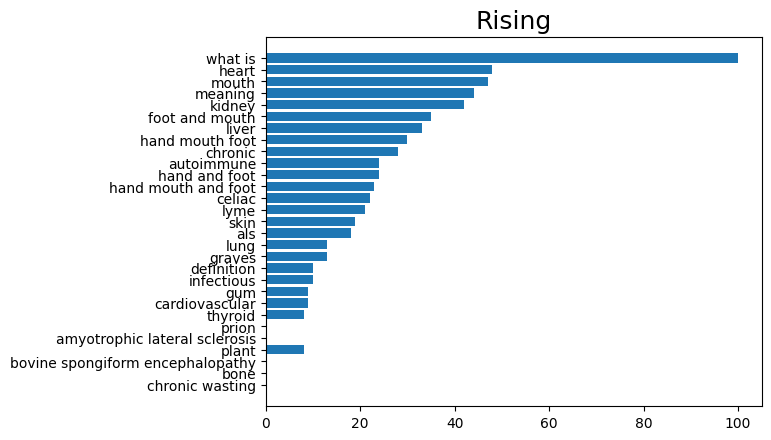 Rising
what is
heart
mouth
meaning
kidney
foot and mouth
liver
hand mouth foot
chronic
autoimmune
hand and foot
hand mouth and foot
celiac
lyme
skin
als
lung
graves
definition
infectious
gum
cardiovascular
thyroid
prion
amyotrophic lateral sclerosis
plant
bovine spongiform encephalopathy
bone
chronic wasting
0 20 40 60 80 100